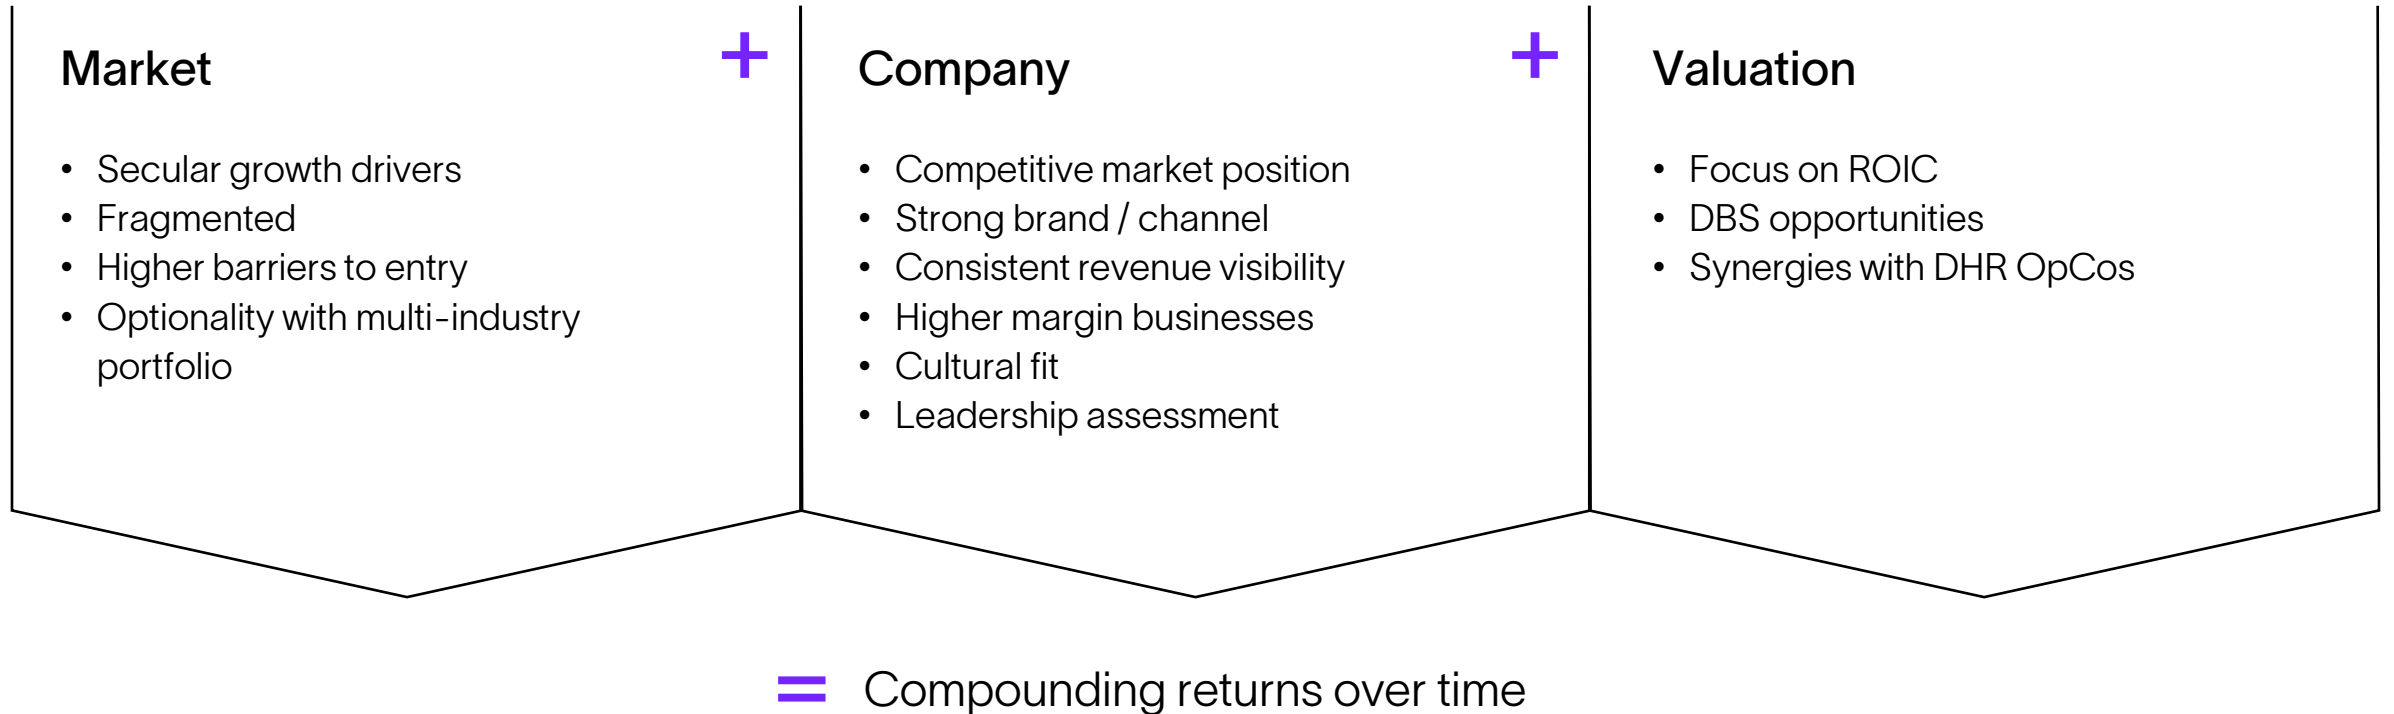 Market
+
• Secular growth drivers
• Fragmented
• Higher barriers to entry
• Optionality with multi-industry
portfolio
Company
+
• Competitive market position
• Strong brand / channel
• Consistent revenue visibility
• Higher margin businesses
• Cultural fit
• Leadership assessment
Valuation
• Focus on ROIC
• DBS opportunities
• Synergies with DHR OpCos
= Compounding returns over time